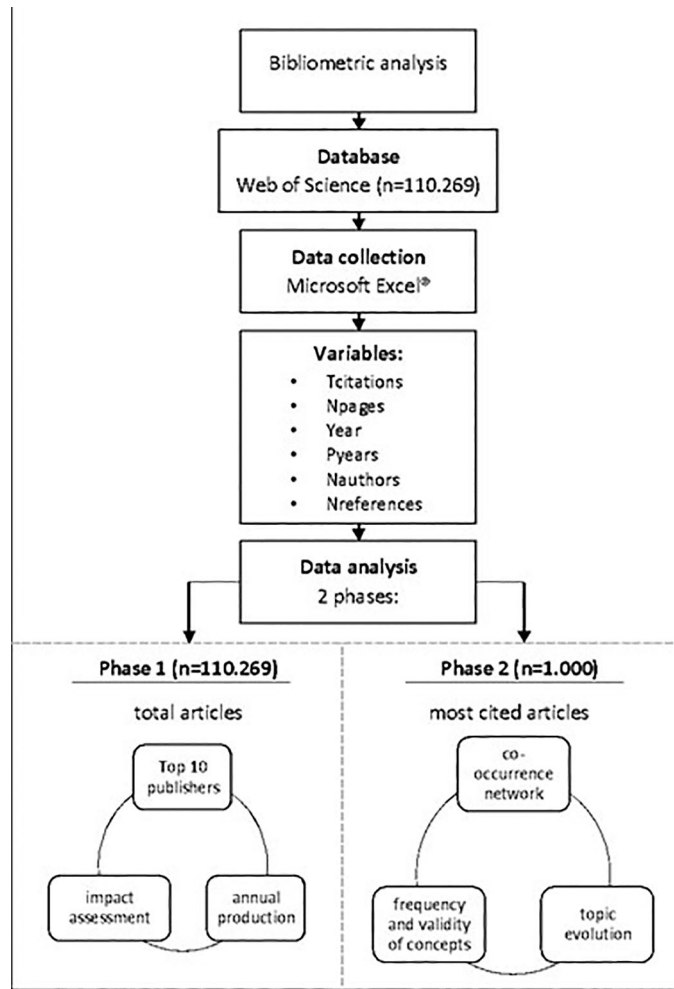 Bibliometric analysis
Database
Web of Science (n=110.269)
Data collection
Microsoft Excel®
Variables:
• Tcitations
• Npages
• Year
• Pyears
• Nauthors
• Nreferences
Data analysis
2 phases:
Phase 1 (n=110.269)
total articles
Top 10
publishers
impact
assessment
annual
production
Phase 2 (n=1.000)
most cited articles
co-
occurrence
network
frequency
and validity
of concepts
topic
evolution